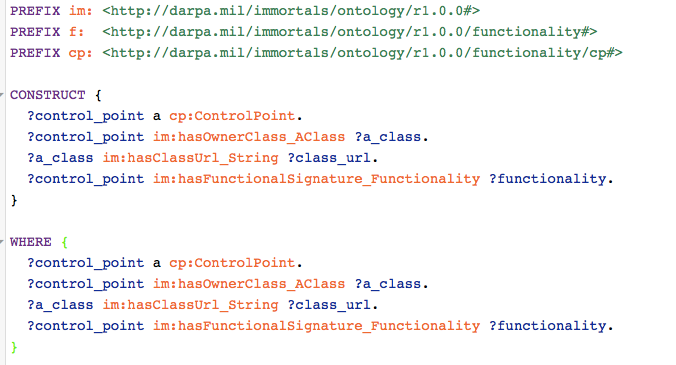 PREFIX im: <http://darpa.mil/immortals/ontology/r1.0.0#>
PREFIX f:  <http://darpa.mil/immortals/ontology/r1.0.0/functionality#>
PREFIX cp: <http://darpa.mil/immortals/ontology/r1.0.0/functionality/cp#>
CONSTRUCT {
  ?control_point a cp:ControlPoint.
  ?control_point im:hasOwnerClass_AClass ?a_class.
  ?a_class im:hasClassUrl_String ?class_url.
  ?control_point im:hasFunctionalSignature_Functionality ?functionality.
}
WHERE {
  ?control_point a cp:ControlPoint.
  ?control_point im:hasOwnerClass_AClass ?a_class.
  ?a_class im:hasClassUrl_String ?class_url.
  ?control_point im:hasFunctionalSignature_Functionality ?functionality.
}